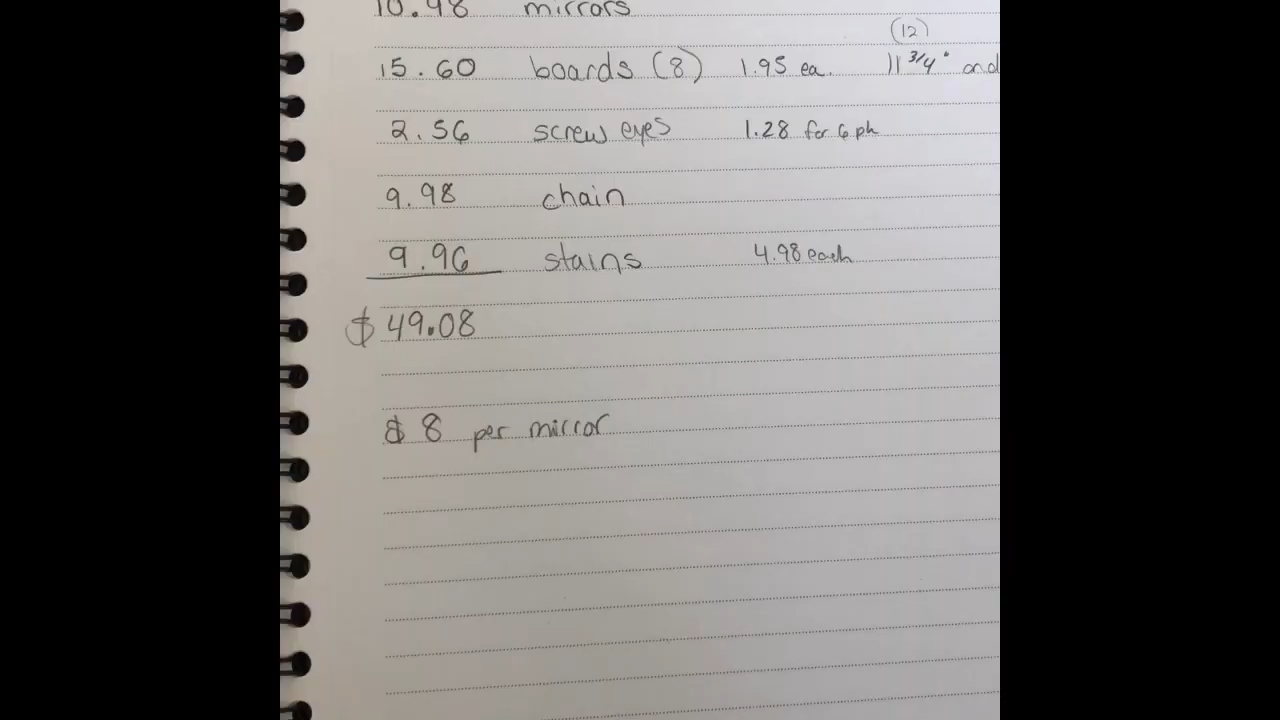 10.98 mirrors
(12)
15.60 boards (8) 1.95 ea. 11 3/4" and
2.56 screw eyes 1.28 for 6 pk
9.98 chain
9.96 stains 4.98 each
$49.08
$8 per mirror